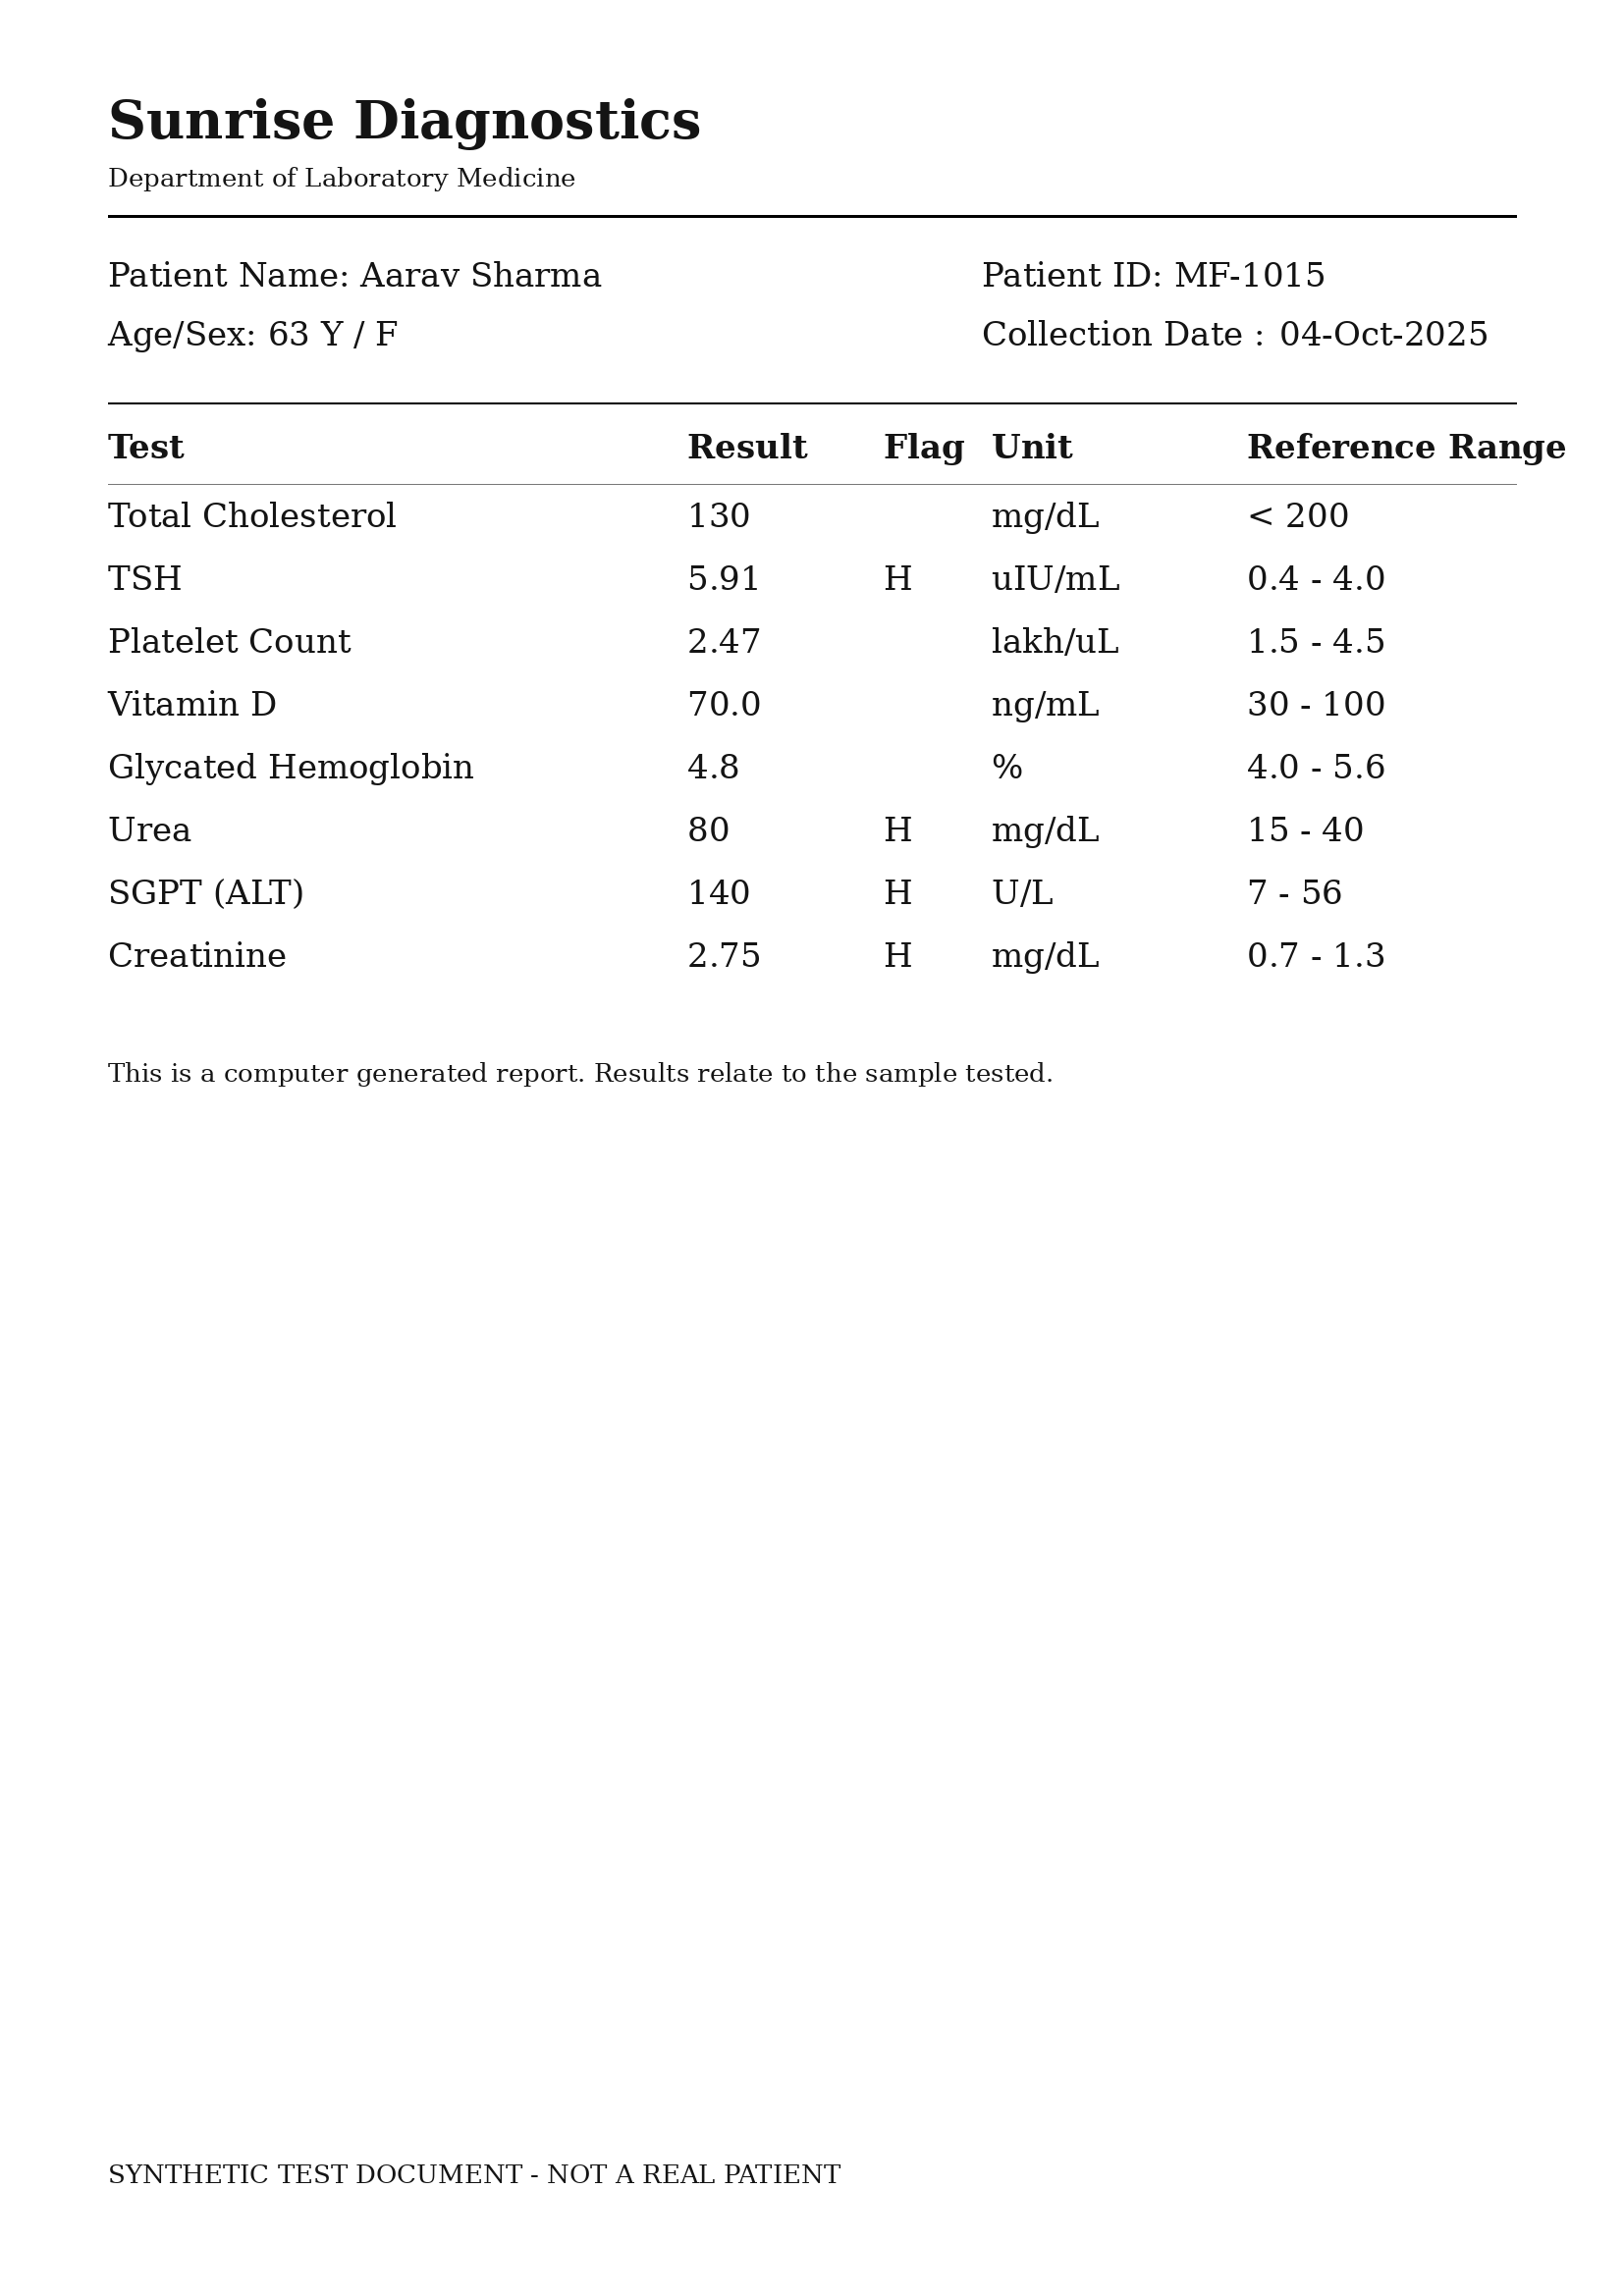 Sunrise Diagnostics
Department of Laboratory Medicine
Patient Name: Aarav Sharma Patient ID: MF-1015
Age/Sex: 63 Y / F Collection Date : 04-Oct-2025
Test Result Flag Unit Reference Range
Total Cholesterol 130 mg/dL < 200
TSH 5.91 H uIU/mL 0.4 - 4.0
Platelet Count 2.47 lakh/uL 1.5 - 4.5
Vitamin D 70.0 ng/mL 30 - 100
Glycated Hemoglobin 4.8 % 4.0 - 5.6
Urea 80 H mg/dL 15 - 40
SGPT (ALT) 140 H U/L 7 - 56
Creatinine 2.75 H mg/dL 0.7 - 1.3
This is a computer generated report. Results relate to the sample tested.
SYNTHETIC TEST DOCUMENT - NOT A REAL PATIENT